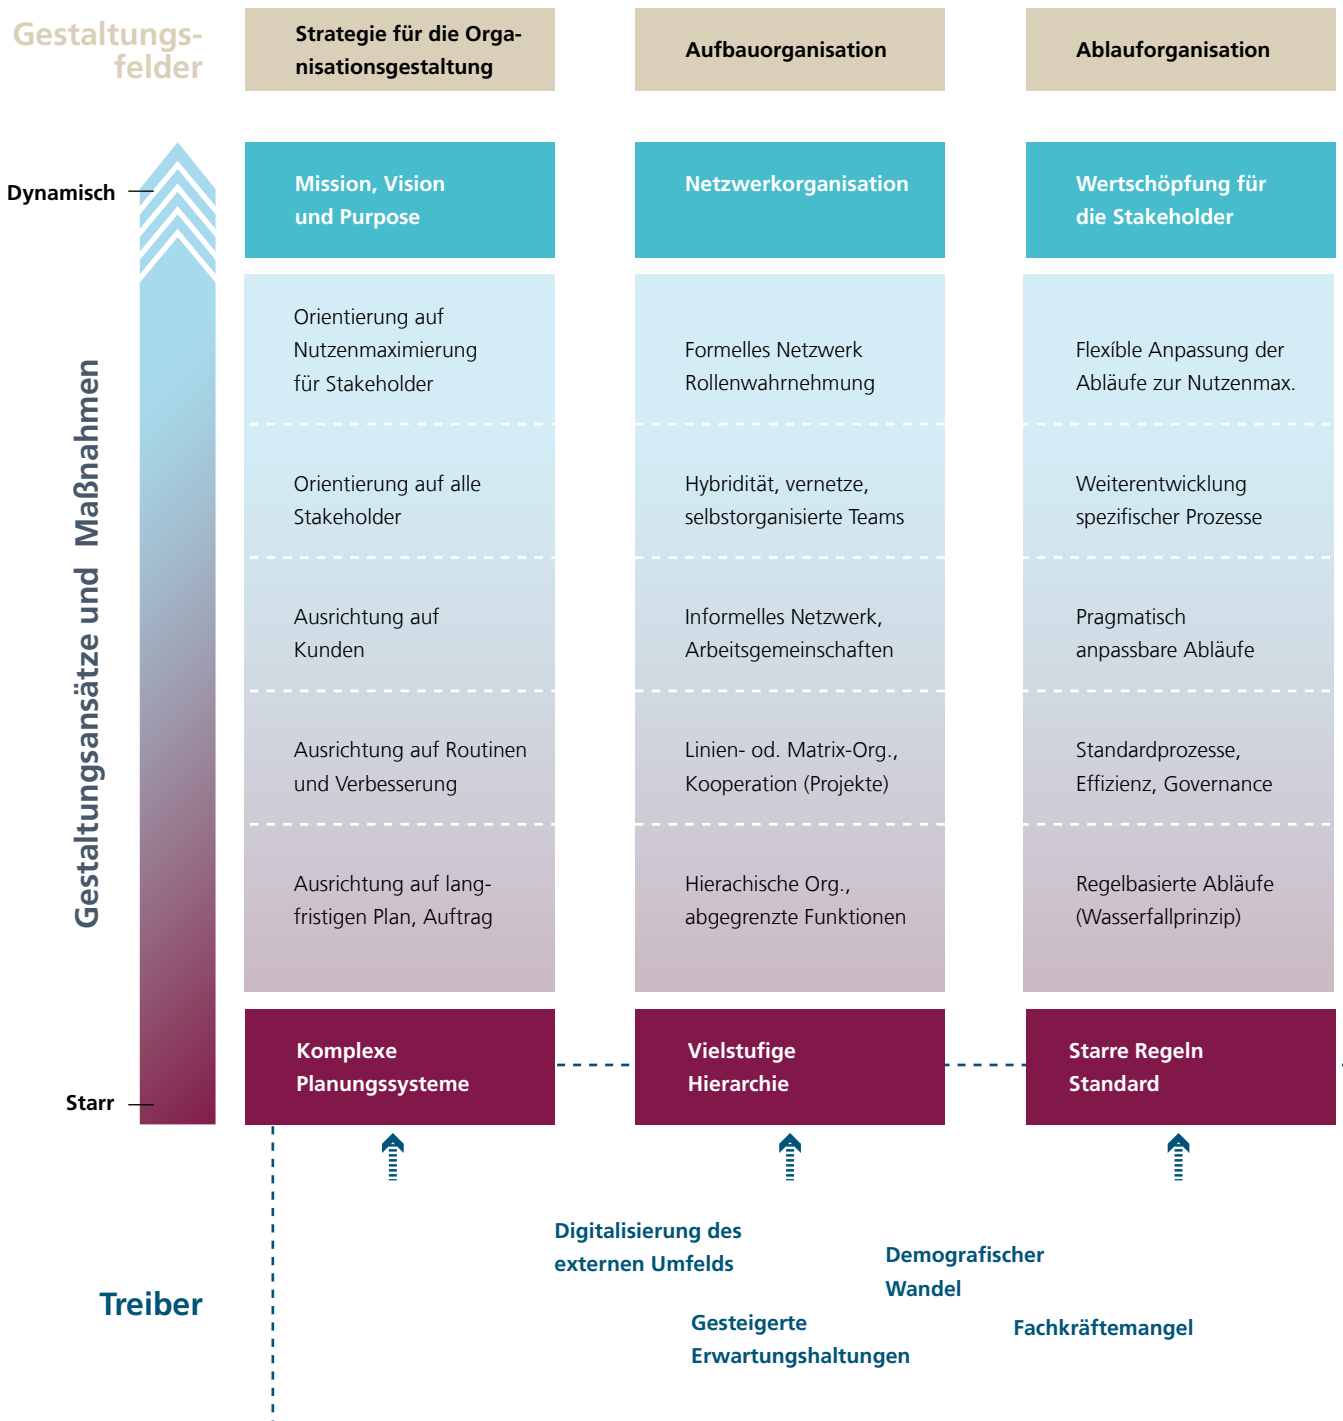 Gestaltungs-
felder
Strategie für die Orga-
nisationsgestaltung
Aufbauorganisation
Ablauforganisation
Dynamisch
Starr
Gestaltungsansätze und Maßnahmen
Mission, Vision
und Purpose
Netzwerkorganisation
Wertschöpfung für
die Stakeholder
Orientierung auf
Nutzenmaximierung
für Stakeholder
Formelles Netzwerk
Rollenwahrnehmung
Flexíble Anpassung der
Abläufe zur Nutzenmax.
Orientierung auf alle
Stakeholder
Hybridität, vernetze,
selbstorganisierte Teams
Weiterentwicklung
spezifischer Prozesse
Ausrichtung auf
Kunden
Informelles Netzwerk,
Arbeitsgemeinschaften
Pragmatisch
anpassbare Abläufe
Ausrichtung auf Routinen
und Verbesserung
Linien- od. Matrix-Org.,
Kooperation (Projekte)
Standardprozesse,
Effizienz, Governance
Ausrichtung auf lang-
fristigen Plan, Auftrag
Hierachische Org.,
abgegrenzte Funktionen
Regelbasierte Abläufe
(Wasserfallprinzip)
Komplexe
Planungssysteme
Vielstufige
Hierarchie
Starre Regeln
Standard
Treiber
Digitalisierung des
externen Umfelds
Demografischer
Wandel
Gesteigerte
Erwartungshaltungen
Fachkräftemangel